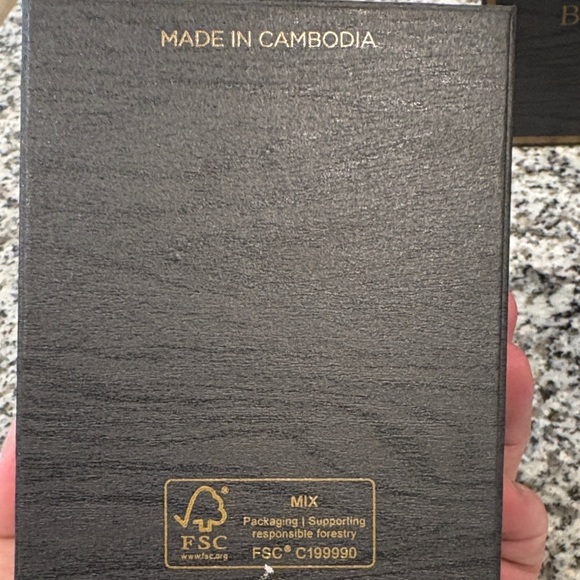 MADE IN CAMBODIA
B
FSC®
www.fsc.org
MIX
Packaging | Supporting
responsible forestry
FSC® C199990